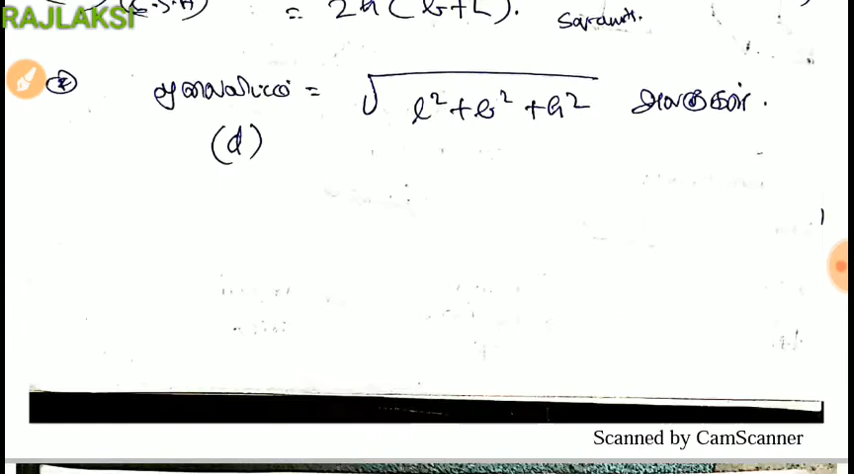 RAJLAKSI
= 2h (b+L).
மூலைவிட்டம் = √l²+b²+h² அலகுகள்.
(d)
Scanned by CamScanner